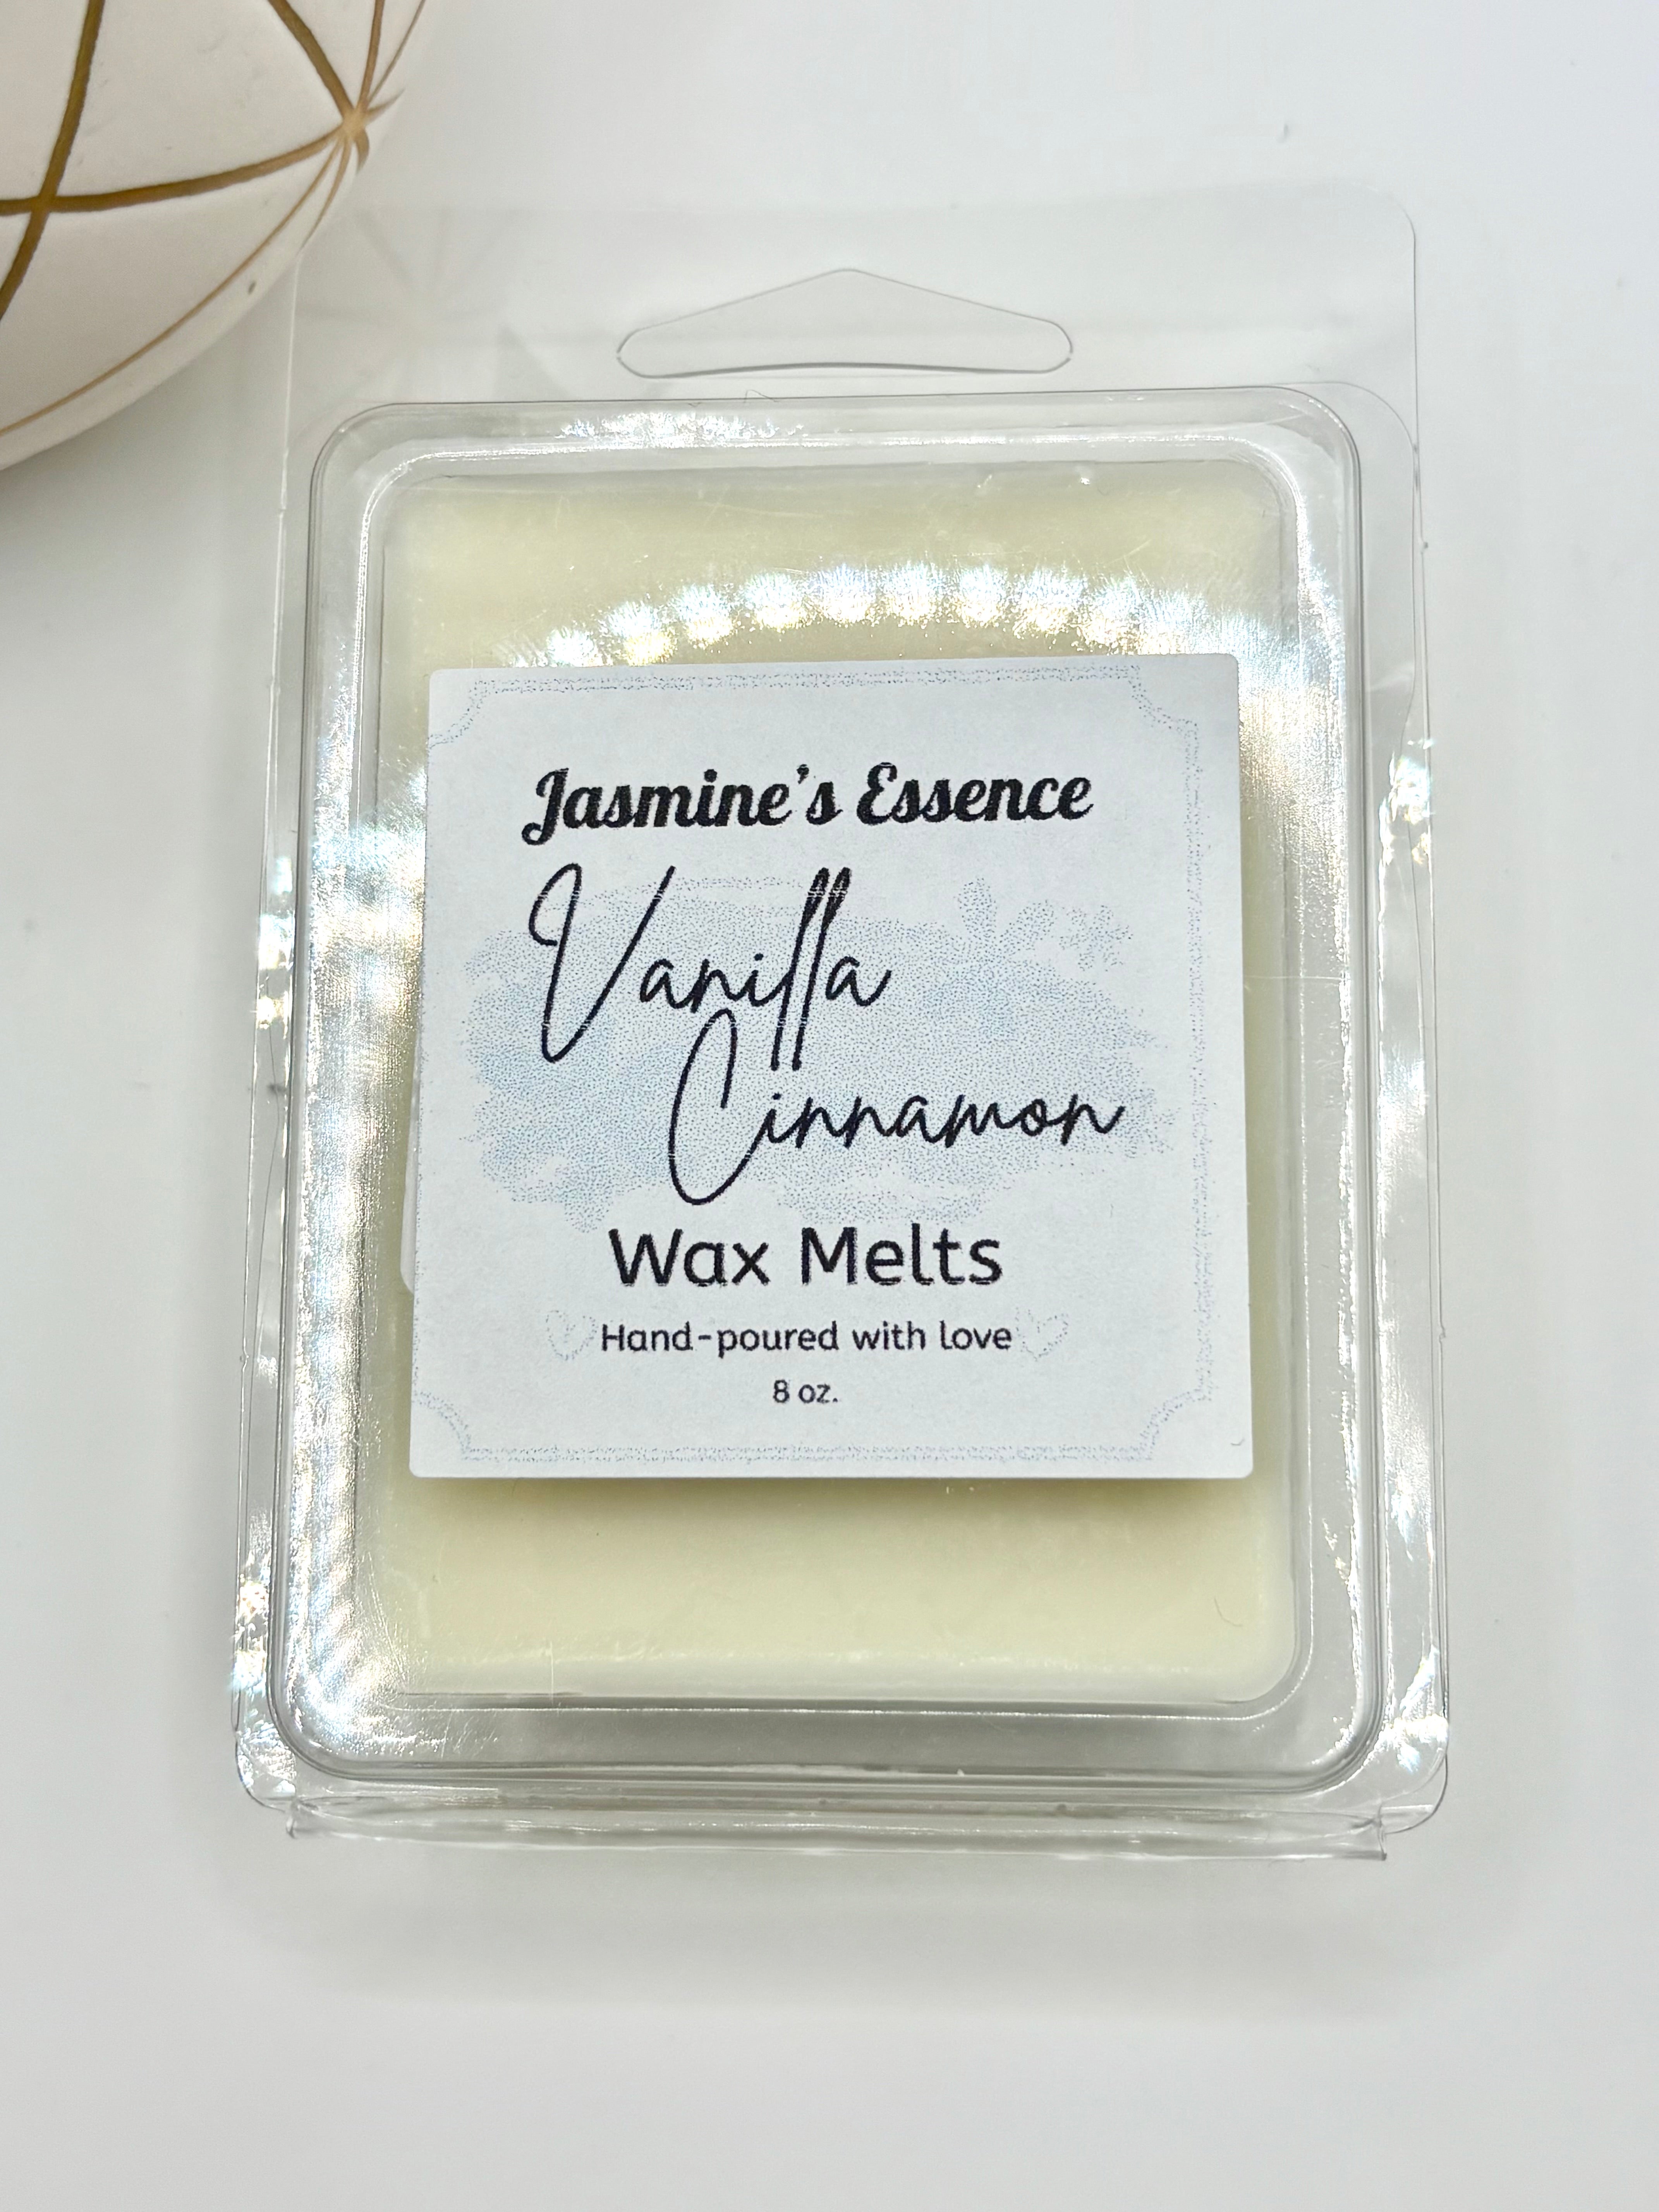 Jasmine's Essence
Vanilla
Cinnamon
Wax Melts
Hand-poured with love
8 oz.